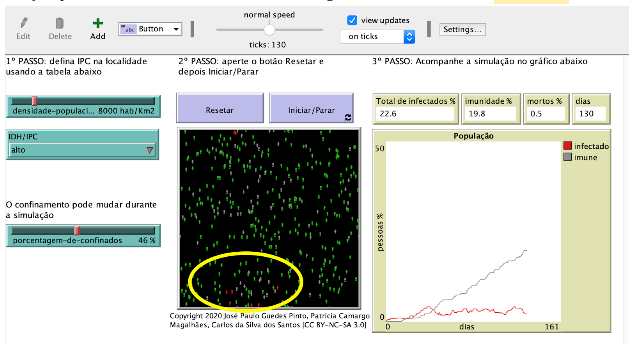 normal speed
Edit
Delete
Add
abc Button
view updates
on ticks
Settings...
ticks: 130
1º PASSO: defina IPC na localidade
usando a tabela abaixo
2º PASSO: aperte o botão Resetar e
depois Iniciar/Parar
3º PASSO: Acompanhe a simulação no gráfico abaixo
densidade-populaci... 8000 hab/Km2
Resetar
Iniciar/Parar
Total de infectados %
22.6
imunidade %
19.8
mortos %
0.5
dias
130
IDH/IPC
alto
População
50
pessoas %
0
0
dias
161
infectado
imune
O confinamento pode mudar durante
a simulação
porcentagem-de-confinados 46 %
Copyright 2020 José Paulo Guedes Pinto, Patrícia Camargo
Magalhães, Carlos da Silva dos Santos [CC BY-NC-SA 3.0]